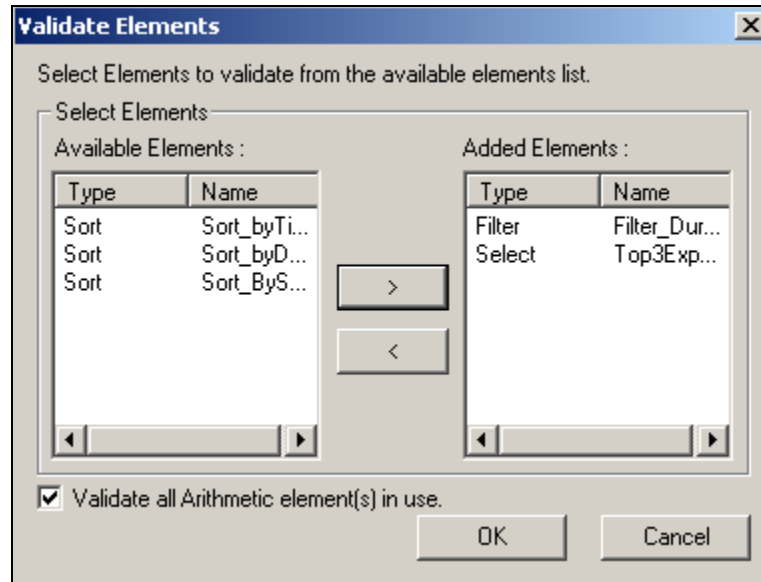 Validate Elements
Select Elements to validate from the available elements list.
Select Elements
Available Elements :
Type Name
Sort Sort_byTi...
Sort Sort_byD...
Sort Sort_ByS...
>
<
Added Elements :
Type Name
Filter Filter_Dur...
Select Top3Exp...
Validate all Arithmetic element(s) in use.
OK Cancel